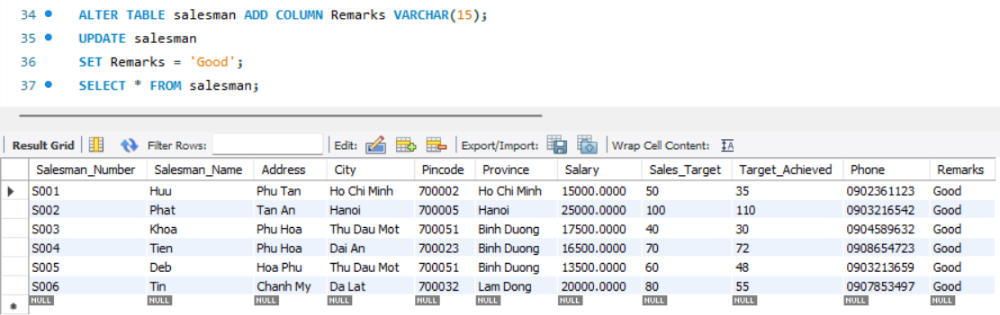 34 ALTER TABLE salesman ADD COLUMN Remarks VARCHAR(15);
35 UPDATE salesman
36 SET Remarks = 'Good';
37 SELECT * FROM salesman;
Result Grid Filter Rows: Edit: Export/Import: Wrap Cell Content: IA
Salesman_Number Salesman_Name Address City Pincode Province Salary Sales_Target Target_Achieved Phone Remarks
S001 Huu Phu Tan Ho Chi Minh 700002 Ho Chi Minh 15000.0000 50 35 0902361123 Good
S002 Phat Tan An Hanoi 700005 Hanoi 25000.0000 100 110 0903216542 Good
S003 Khoa Phu Hoa Thu Dau Mot 700051 Binh Duong 17500.0000 40 30 0904589632 Good
S004 Tien Phu Hoa Dai An 700023 Binh Duong 16500.0000 70 72 0908654723 Good
S005 Deb Hoa Phu Thu Dau Mot 700051 Binh Duong 13500.0000 60 48 0903213659 Good
S006 Tin Chanh My Da Lat 700032 Lam Dong 20000.0000 80 55 0907853497 Good
NULL NULL NULL NULL NULL NULL NULL NULL NULL NULL NULL